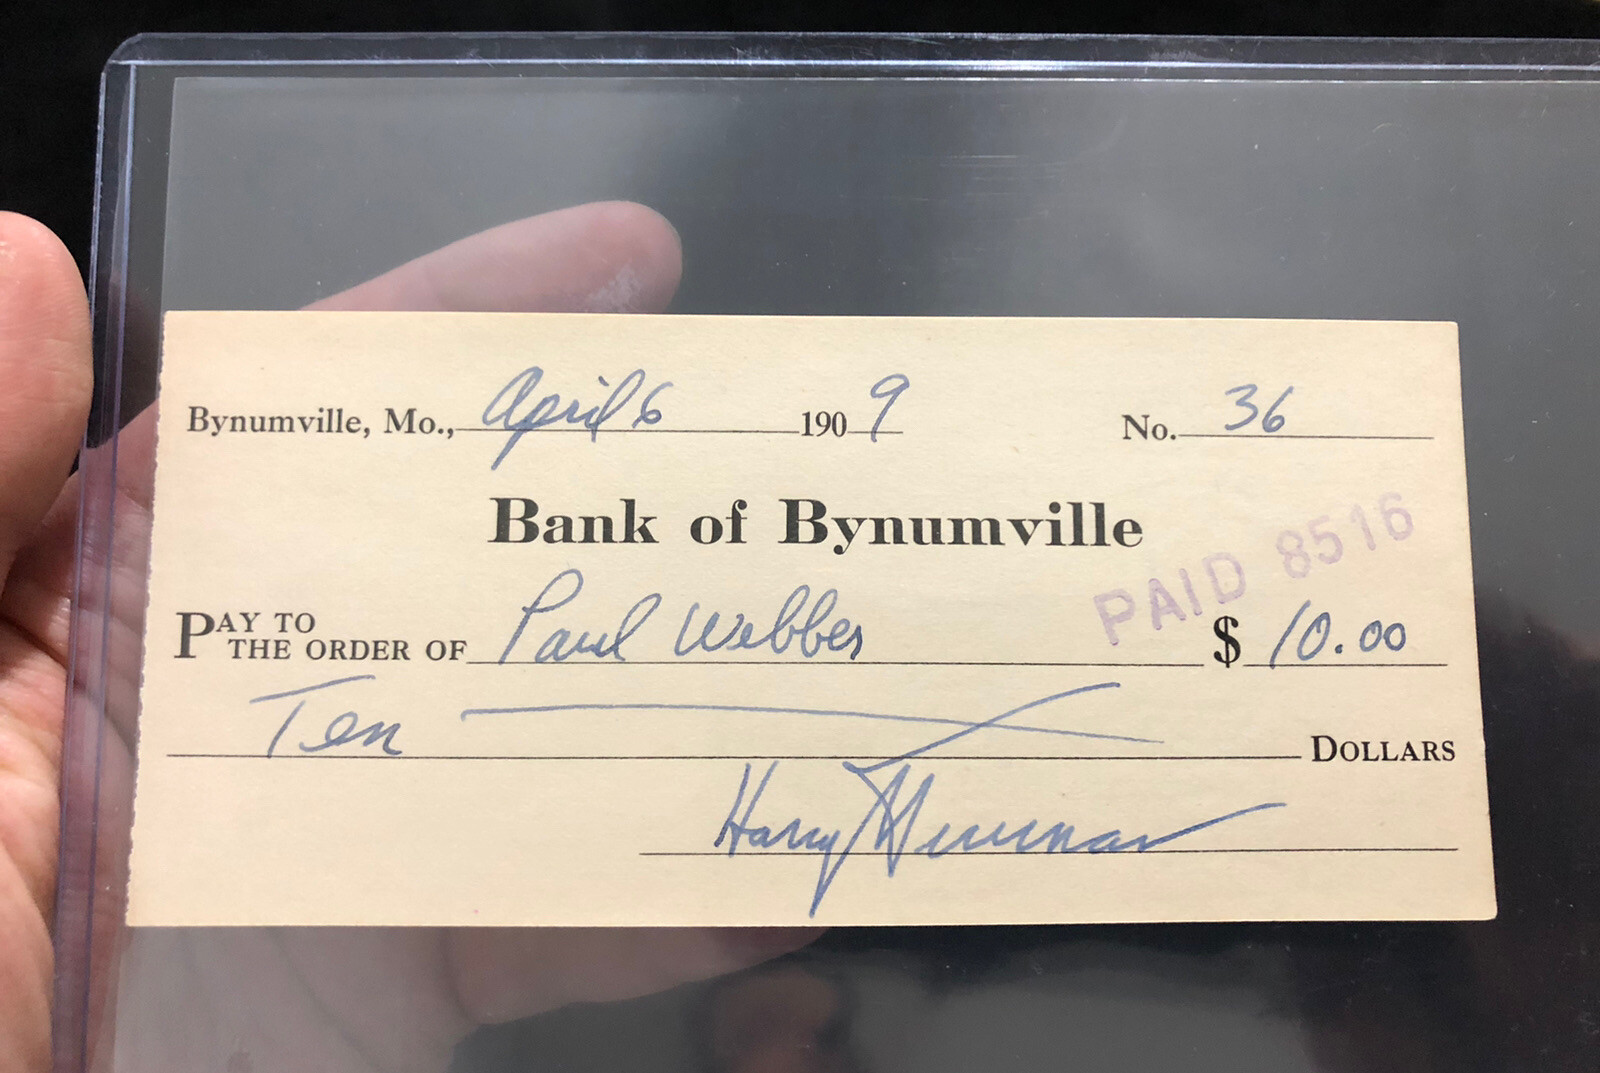 Bynumville, Mo., April 6 1909 No. 36
Bank of Bynumville
PAID 8516
PAY TO THE ORDER OF Paul Webber $ 10.00
Ten DOLLARS
Harry